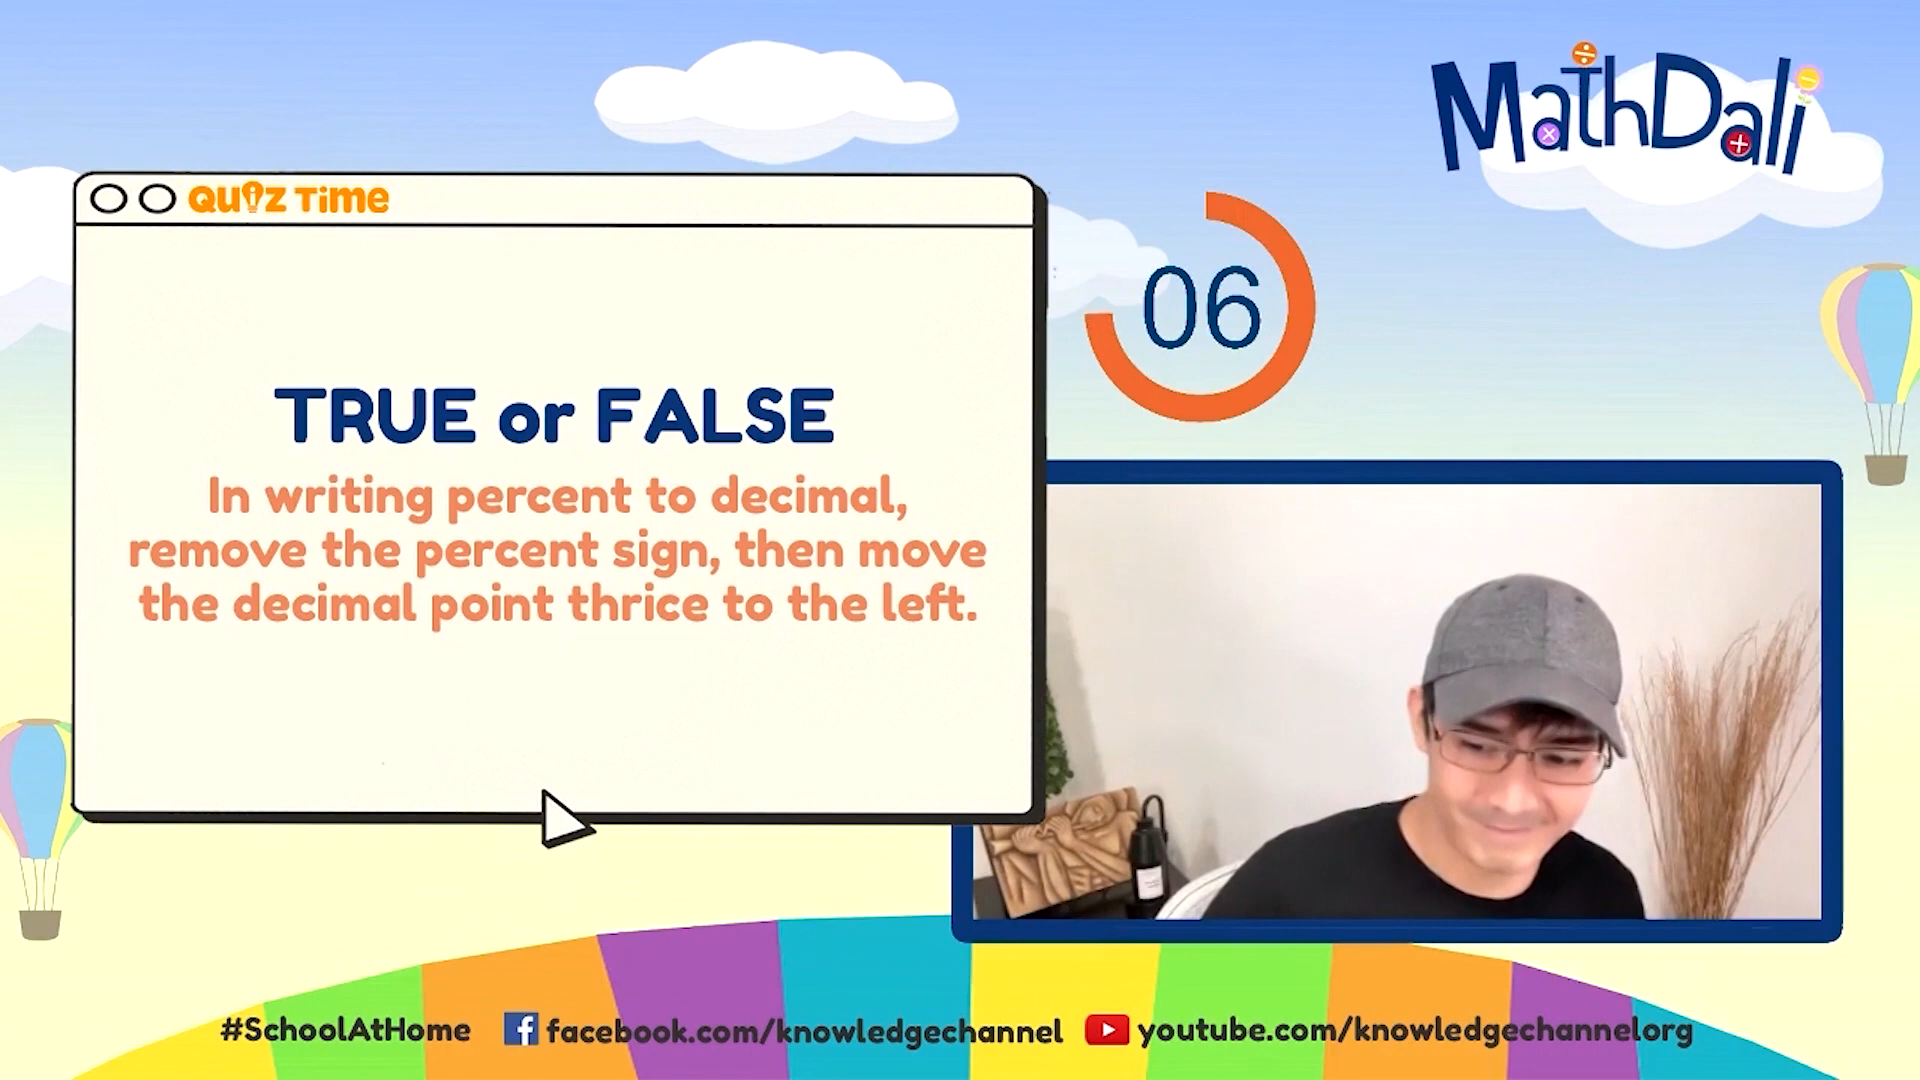 MathDali
QUIZ TIME
06
TRUE or FALSE
In writing percent to decimal,
remove the percent sign, then move
the decimal point thrice to the left.
#SchoolAtHome
facebook.com/knowledgechannel
youtube.com/knowledgechannelorg